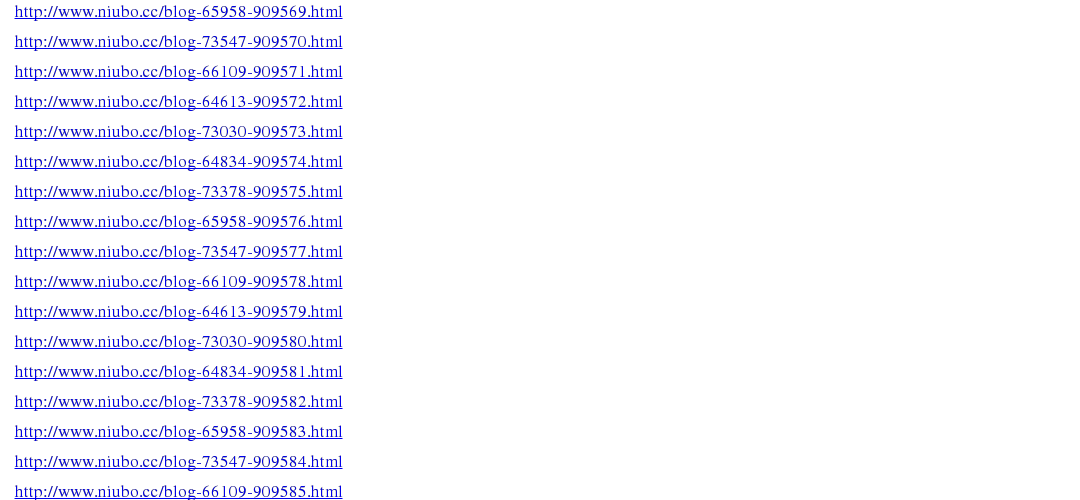 http://www.niubo.cc/blog-65958-909569.html
http://www.niubo.cc/blog-73547-909570.html
http://www.niubo.cc/blog-66109-909571.html
http://www.niubo.cc/blog-64613-909572.html
http://www.niubo.cc/blog-73030-909573.html
http://www.niubo.cc/blog-64834-909574.html
http://www.niubo.cc/blog-73378-909575.html
http://www.niubo.cc/blog-65958-909576.html
http://www.niubo.cc/blog-73547-909577.html
http://www.niubo.cc/blog-66109-909578.html
http://www.niubo.cc/blog-64613-909579.html
http://www.niubo.cc/blog-73030-909580.html
http://www.niubo.cc/blog-64834-909581.html
http://www.niubo.cc/blog-73378-909582.html
http://www.niubo.cc/blog-65958-909583.html
http://www.niubo.cc/blog-73547-909584.html
http://www.niubo.cc/blog-66109-909585.html